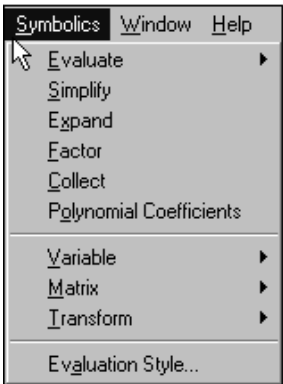 Symbolics Window Help
Evaluate
Simplify
Expand
Factor
Collect
Polynomial Coefficients
Variable
Matrix
Transform
Evaluation Style...